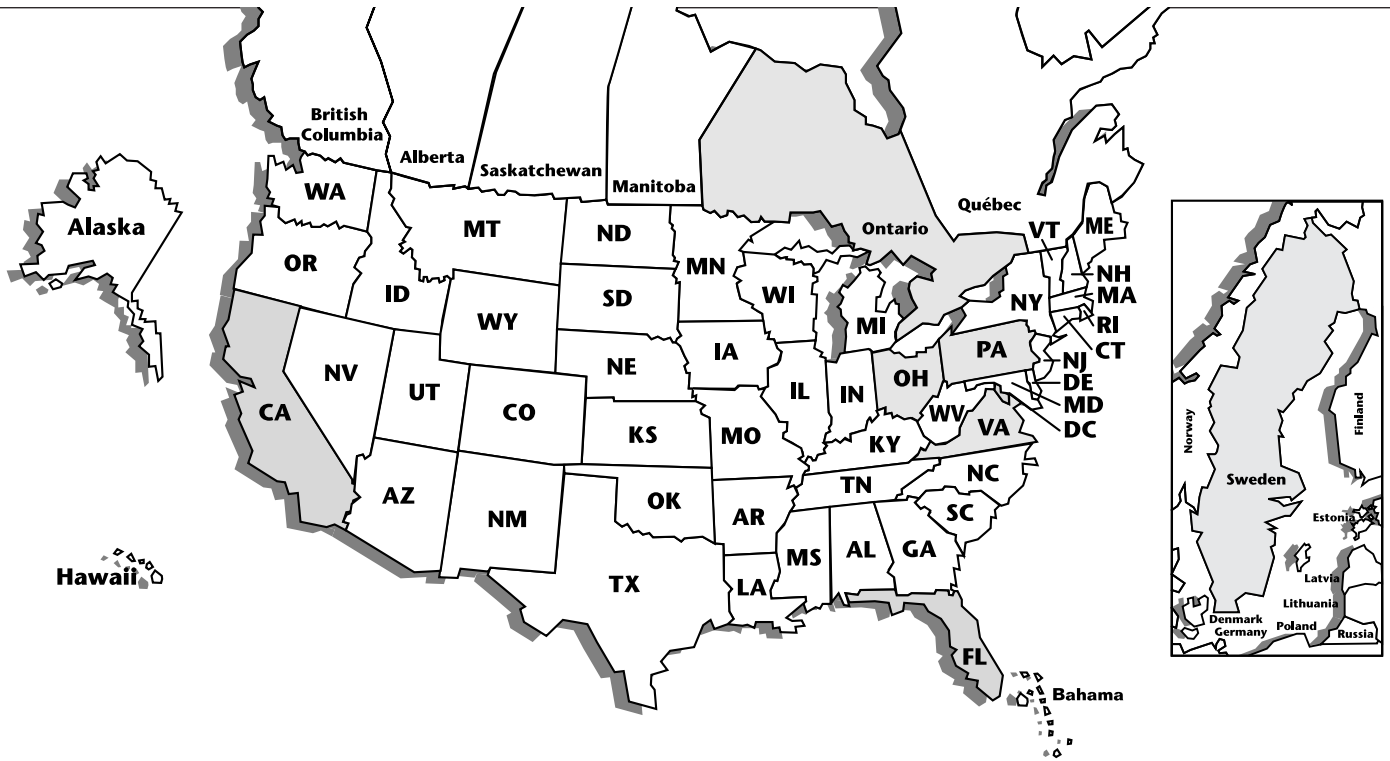 British
Columbia
Alberta
Saskatchewan
Manitoba
Ontario
Québec
Alaska
WA
MT
ND
MN
VT
ME
OR
ID
SD
WI
MI
NY
NH
MA
RI
CT
WY
IA
PA
NJ
DE
MD
DC
NV
UT
NE
IL
IN
OH
CA
CO
KS
MO
WV
VA
KY
AZ
NM
OK
AR
TN
NC
SC
Hawaii
TX
LA
MS
AL
GA
FL
Bahama
Norway
Finland
Sweden
Estonia
Latvia
Lithuania
Denmark
Germany
Poland
Russia